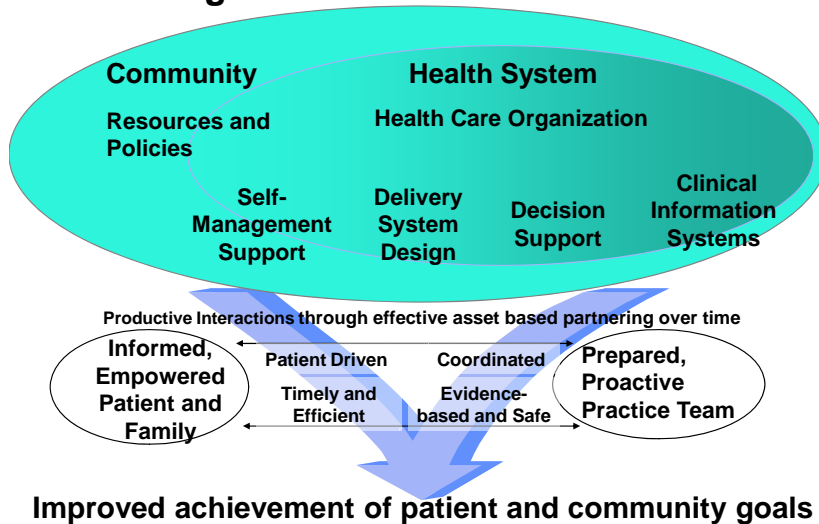 Community
Health System
Resources and
Policies
Health Care Organization
Self-
Management
Support
Delivery
System
Design
Decision
Support
Clinical
Information
Systems
Productive Interactions through effective asset based partnering over time
Informed,
Empowered
Patient and
Family
Patient Driven
Coordinated
Timely and
Efficient
Evidence-
based and Safe
Prepared,
Proactive
Practice Team
Improved achievement of patient and community goals